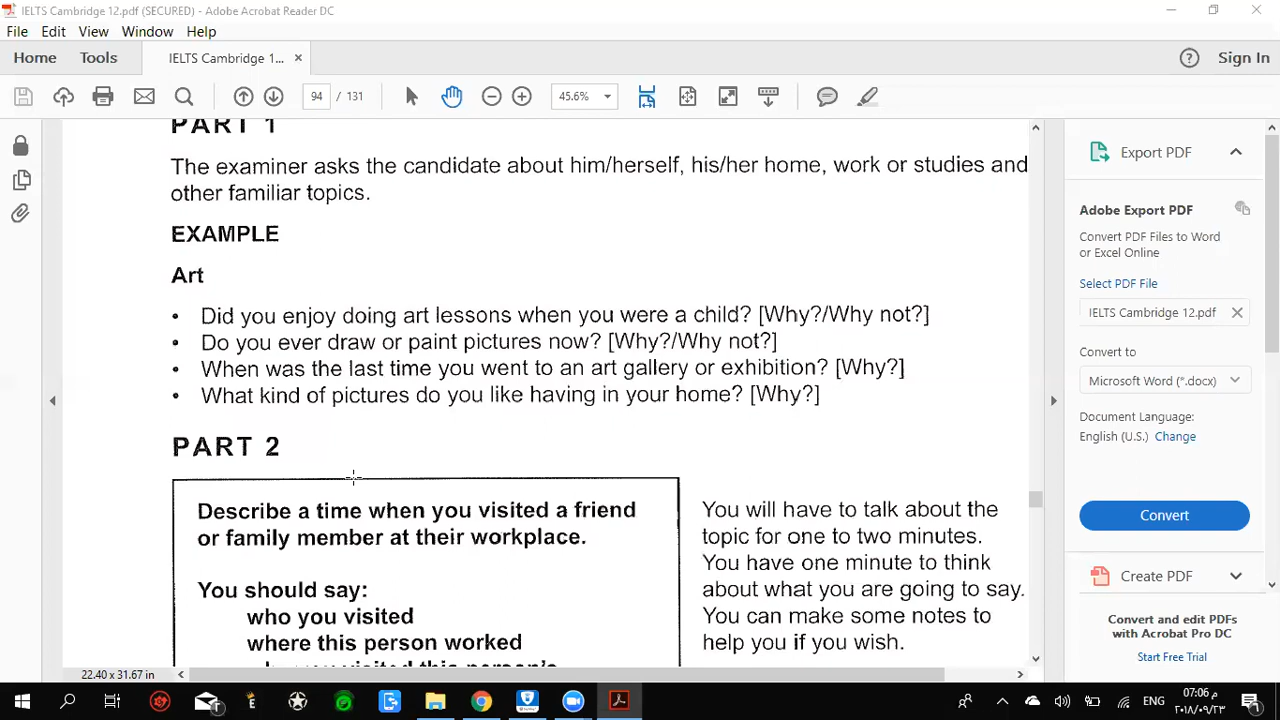 IELTS Cambridge 12.pdf (SECURED) - Adobe Acrobat Reader DC
File Edit View Window Help
Home Tools IELTS Cambridge 1... × Sign In
94 / 131 45.6%
PART 1
The examiner asks the candidate about him/herself, his/her home, work or studies and
other familiar topics.
EXAMPLE
Art
• Did you enjoy doing art lessons when you were a child? [Why?/Why not?]
• Do you ever draw or paint pictures now? [Why?/Why not?]
• When was the last time you went to an art gallery or exhibition? [Why?]
• What kind of pictures do you like having in your home? [Why?]
PART 2
Describe a time when you visited a friend
or family member at their workplace.
You should say:
who you visited
where this person worked
why you visited this person's
You will have to talk about the
topic for one to two minutes.
You have one minute to think
about what you are going to say.
You can make some notes to
help you if you wish.
22.40 x 31.67 in
Export PDF
Adobe Export PDF
Convert PDF Files to Word
or Excel Online
Select PDF File
IELTS Cambridge 12.pdf ×
Convert to
Microsoft Word (*.docx)
Document Language:
English (U.S.) Change
Convert
Create PDF
Convert and edit PDFs
with Acrobat Pro DC
Start Free Trial
ENG
07:06 م
٢٠١٨/٠٩/٢٣